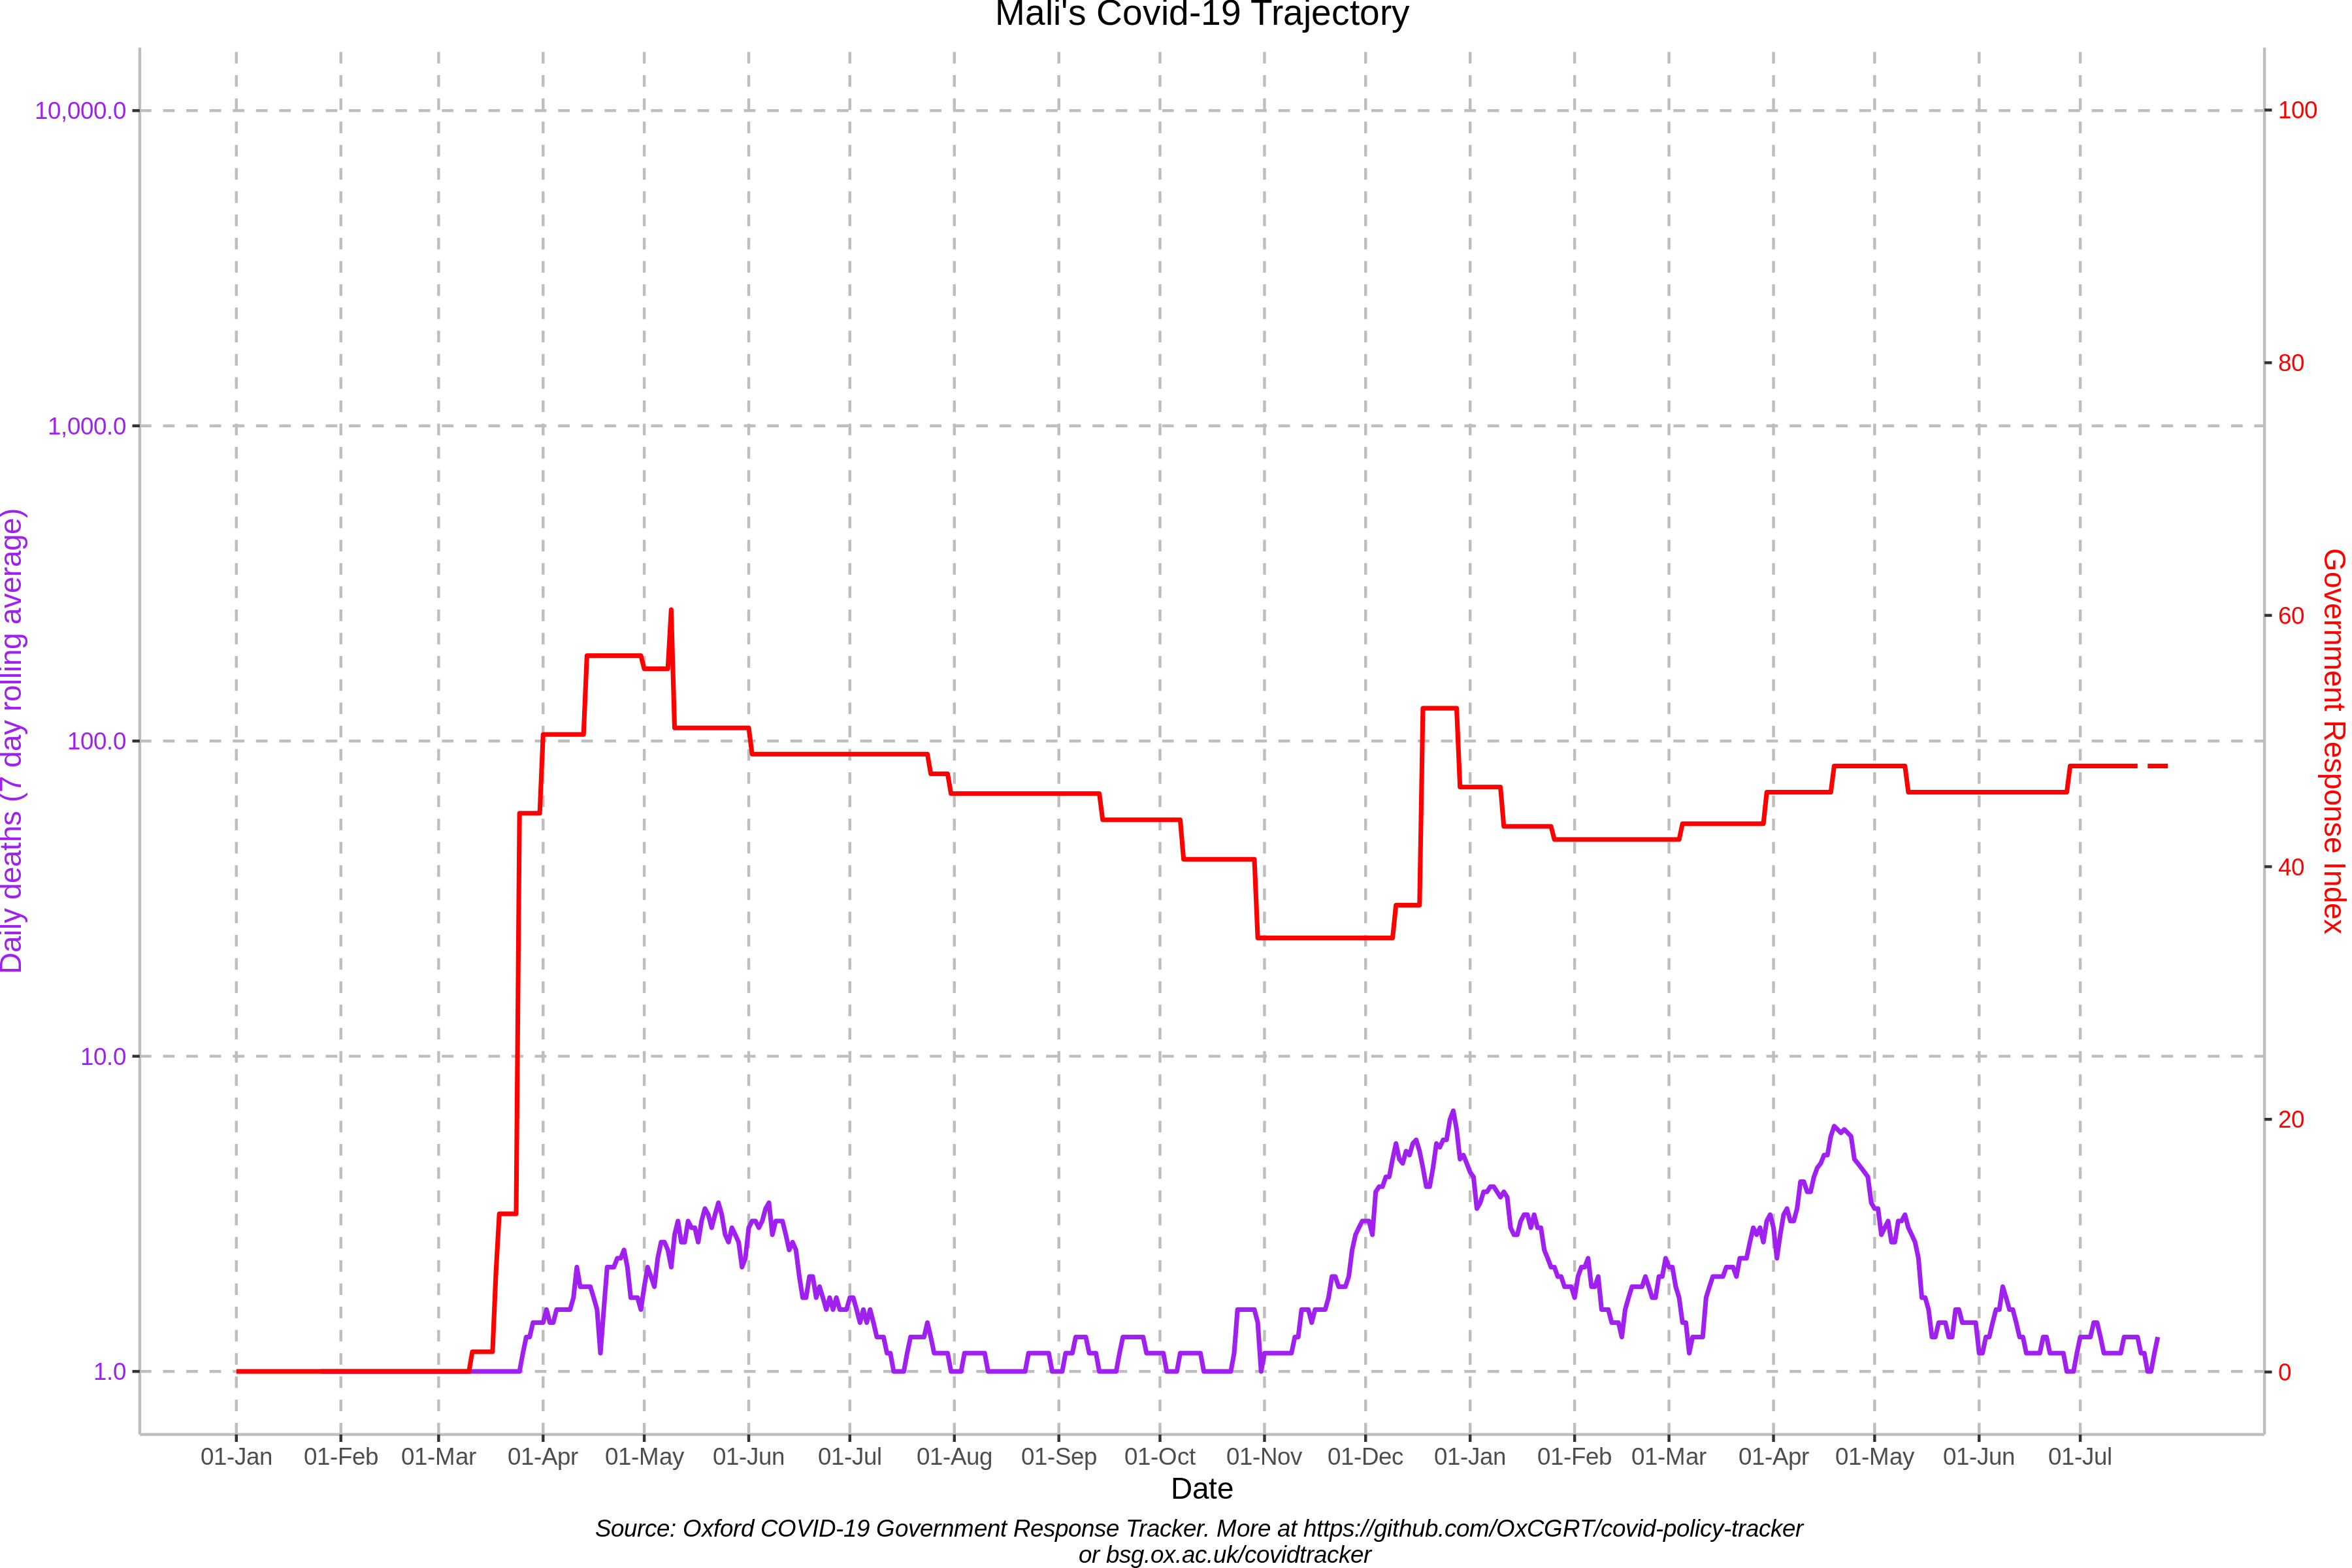 Mali's Covid-19 Trajectory
Daily deaths (7 day rolling average)
10,000.0
1,000.0
100.0
10.0
1.0
100
80
60
40
20
0
Government Response Index
01-Jan 01-Feb 01-Mar 01-Apr 01-May 01-Jun 01-Jul 01-Aug 01-Sep 01-Oct 01-Nov 01-Dec 01-Jan 01-Feb 01-Mar 01-Apr 01-May 01-Jun 01-Jul
Date
Source: Oxford COVID-19 Government Response Tracker. More at https://github.com/OxCGRT/covid-policy-tracker
or bsg.ox.ac.uk/covidtracker